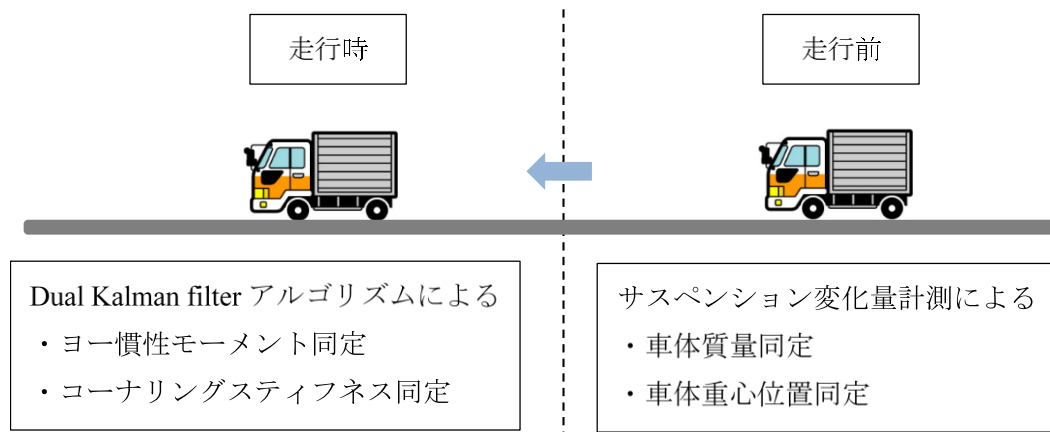 走行時
走行前
Dual Kalman filter アルゴリズムによる
・ヨー慣性モーメント同定
・コーナリングスティフネス同定
サスペンション変化量計測による
・車体質量同定
・車体重心位置同定